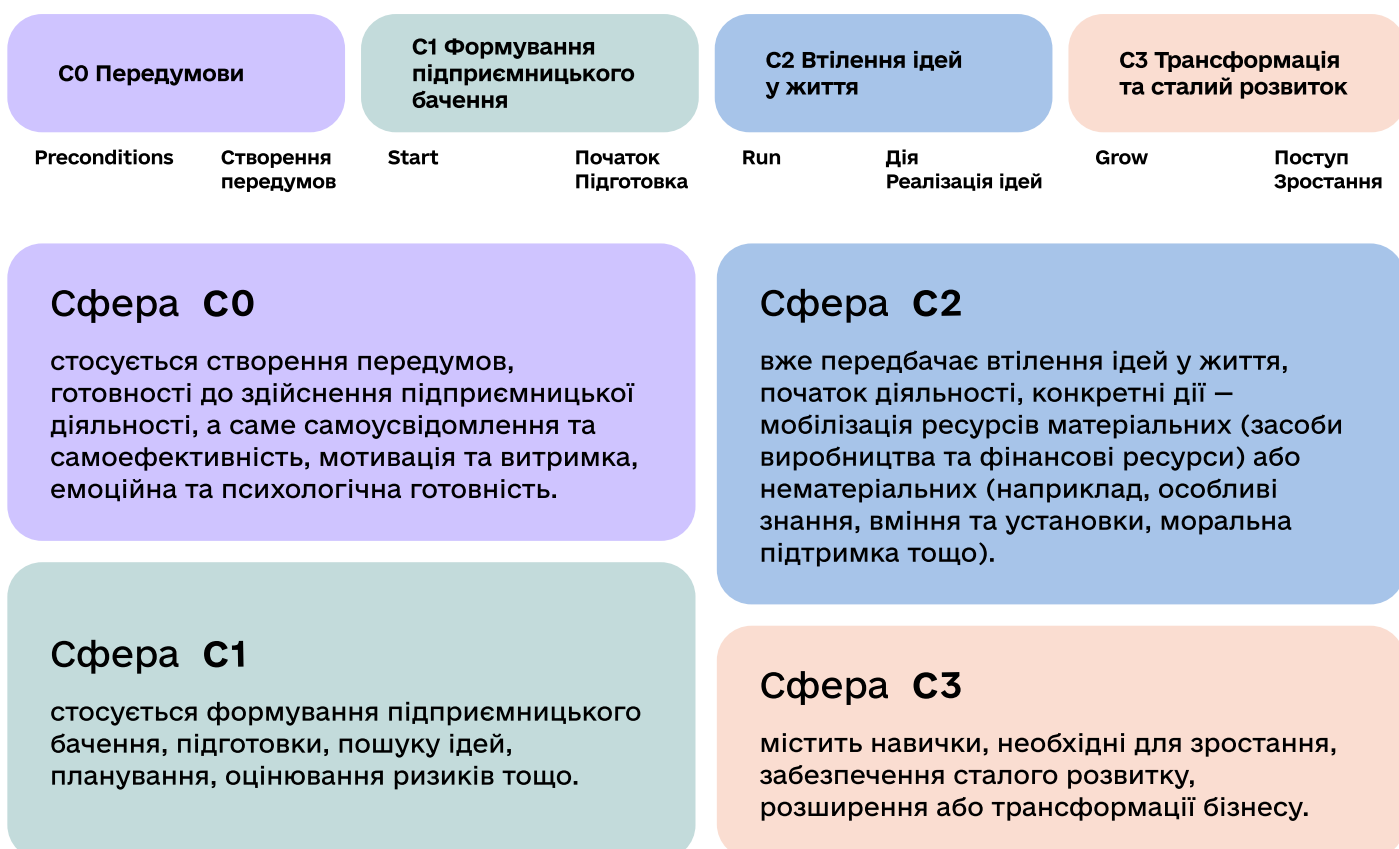 C0 Передумови
C1 Формування
підприємницького
бачення
C2 Втілення ідей
у життя
C3 Трансформація
та сталий розвиток
Preconditions
Створення
передумов
Start
Початок
Підготовка
Run
Дія
Реалізація ідей
Grow
Поступ
Зростання
Сфера C0
стосується створення передумов,
готовності до здійснення підприємницької
діяльності, а саме самоусвідомлення та
самоефективність, мотивація та витримка,
емоційна та психологічна готовність.
Сфера C1
стосується формування підприємницького
бачення, підготовки, пошуку ідей,
планування, оцінювання ризиків тощо.
Сфера C2
вже передбачає втілення ідей у життя,
початок діяльності, конкретні дії —
мобілізація ресурсів матеріальних (засоби
виробництва та фінансові ресурси) або
нематеріальних (наприклад, особливі
знання, вміння та установки, моральна
підтримка тощо).
Сфера C3
містить навички, необхідні для зростання,
забезпечення сталого розвитку,
розширення або трансформації бізнесу.